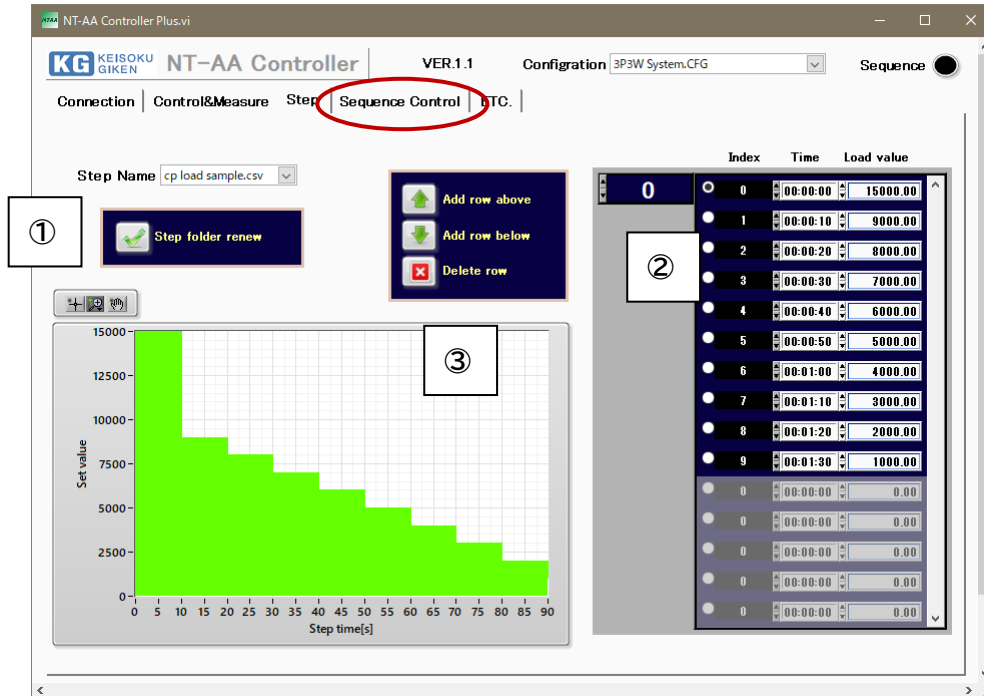 NTAA NT-AA Controller Plus.vi
KG KEISOKU GIKEN NT-AA Controller VER.1.1 Configration 3P3W System.CFG Sequence
Connection Control&Measure Step Sequence Control ETC.
Index Time Load value
Step Name cp load sample.csv
①
Step folder renew
Add row above
Add row below
Delete row
0
②
0 00:00:00 15000.00
1 00:00:10 9000.00
2 00:00:20 8000.00
3 00:00:30 7000.00
4 00:00:40 6000.00
5 00:00:50 5000.00
6 00:01:00 4000.00
7 00:01:10 3000.00
8 00:01:20 2000.00
9 00:01:30 1000.00
0 00:00:00 0.00
0 00:00:00 0.00
0 00:00:00 0.00
0 00:00:00 0.00
0 00:00:00 0.00
③
Set value
15000
12500
10000
7500
5000
2500
0
0 5 10 15 20 25 30 35 40 45 50 55 60 65 70 75 80 85 90
Step time[s]